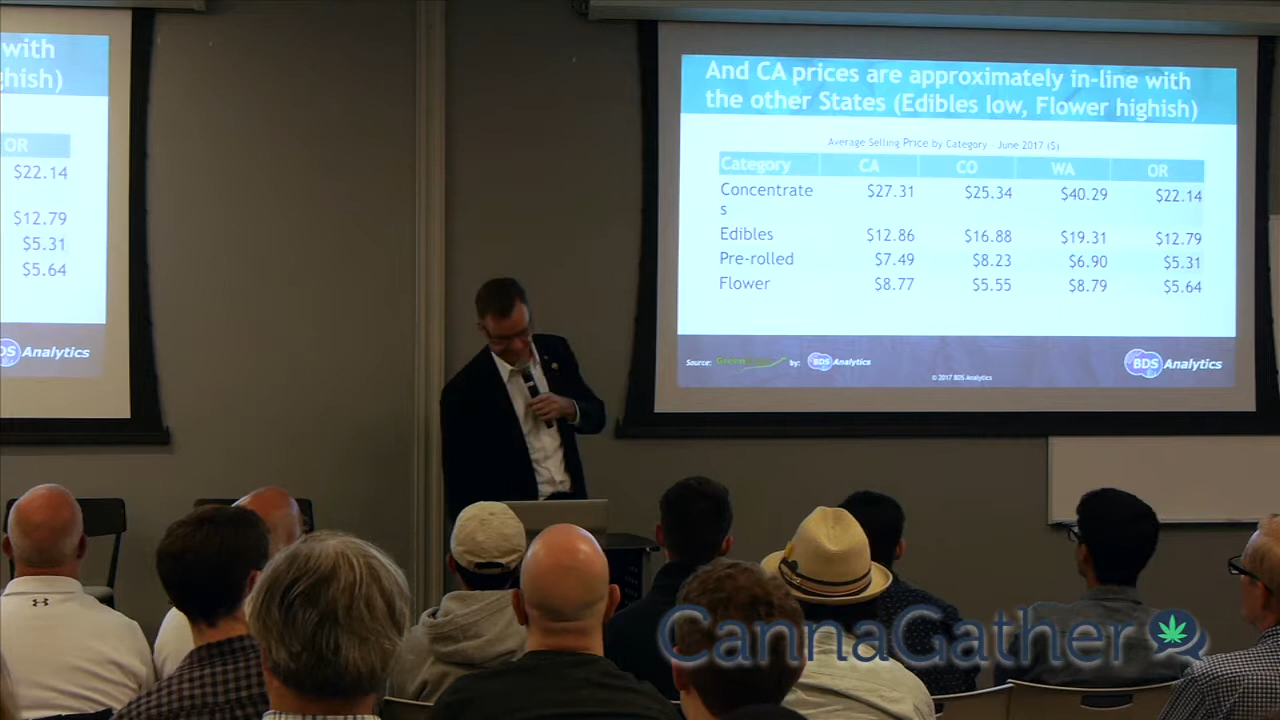 with
ghish)
OR
$22.14
$12.79
$5.31
$5.64
DS Analytics
And CA prices are approximately in-line with
the other States (Edibles low, Flower highish)
Average Selling Price by Category - June 2017 ($)
Category CA CO WA OR
Concentrate $27.31 $25.34 $40.29 $22.14
s
Edibles $12.86 $16.88 $19.31 $12.79
Pre-rolled $7.49 $8.23 $6.90 $5.31
Flower $8.77 $5.55 $8.79 $5.64
Source: Green by: BDS Analytics
BDS Analytics
© 2017 BDS Analytics
CannaGather